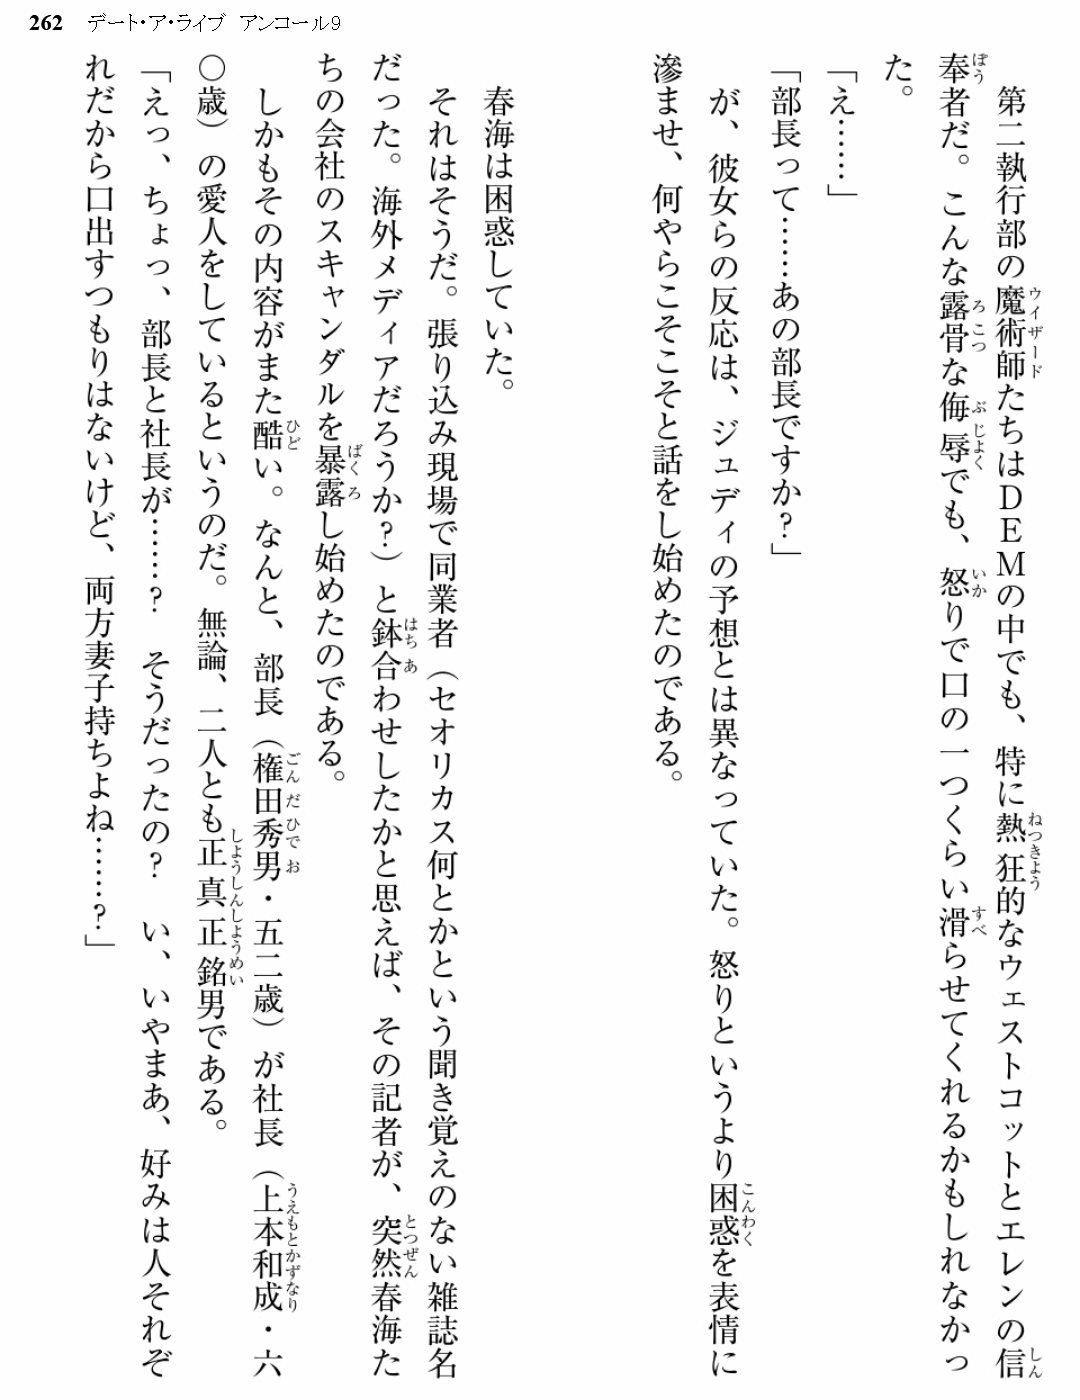 262 デート・ア・ライブ アンコール9
第二執行部の魔術師たちはDEMの中でも、特に熱狂的なウェストコットとエレンの信
奉者だ。こんな露骨な侮辱でも、怒りで口の一つくらい滑らせてくれるかもしれなかっ
た。
「え……」
「部長って……あの部長ですか？」
が、彼女らの反応は、ジュディの予想とは異なっていた。怒りというより困惑を表情に
滲ませ、何やらこそこそと話をし始めたのである。
春海は困惑していた。
それはそうだ。張り込み現場で同業者（セオリカス何とかという聞き覚えのない雑誌名
だった。海外メディアだろうか？）と鉢合わせしたかと思えば、その記者が、突然春海た
ちの会社のスキャンダルを暴露し始めたのである。
しかもその内容がまた酷い。なんと、部長（権田秀男・五二歳）が社長（上本和成・六
〇歳）の愛人をしているというのだ。無論、二人とも正真正銘男である。
「えっ、ちょっ、部長と社長が……？　そうだったの？　い、いやまあ、好みは人それぞ
れだから口出すつもりはないけど、両方妻子持ちよね……？」